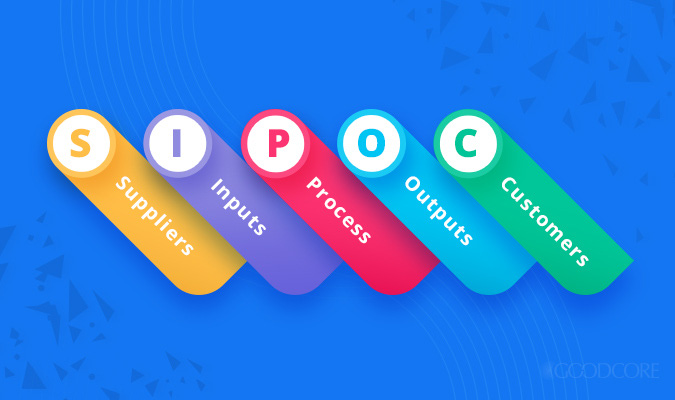 S I P O C
Suppliers
Inputs
Process
Outputs
Customers
GOODCORE